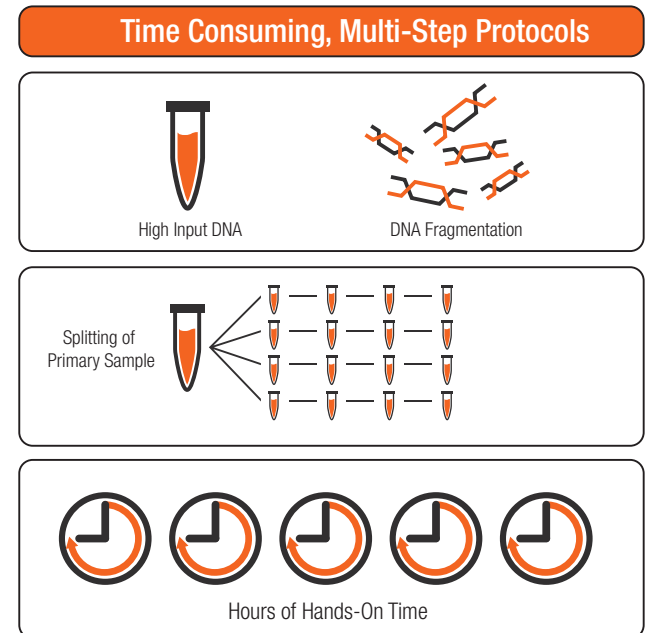 Time Consuming, Multi-Step Protocols
High Input DNA
DNA Fragmentation
Splitting of
Primary Sample
Hours of Hands-On Time